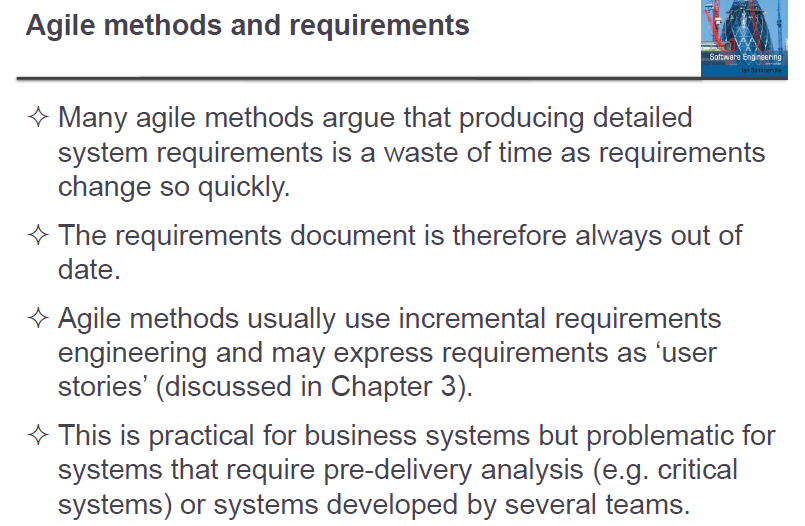 Agile methods and requirements
Software Engineering
Ian Sommerville
✧ Many agile methods argue that producing detailed
system requirements is a waste of time as requirements
change so quickly.
✧ The requirements document is therefore always out of
date.
✧ Agile methods usually use incremental requirements
engineering and may express requirements as ‘user
stories’ (discussed in Chapter 3).
✧ This is practical for business systems but problematic for
systems that require pre-delivery analysis (e.g. critical
systems) or systems developed by several teams.